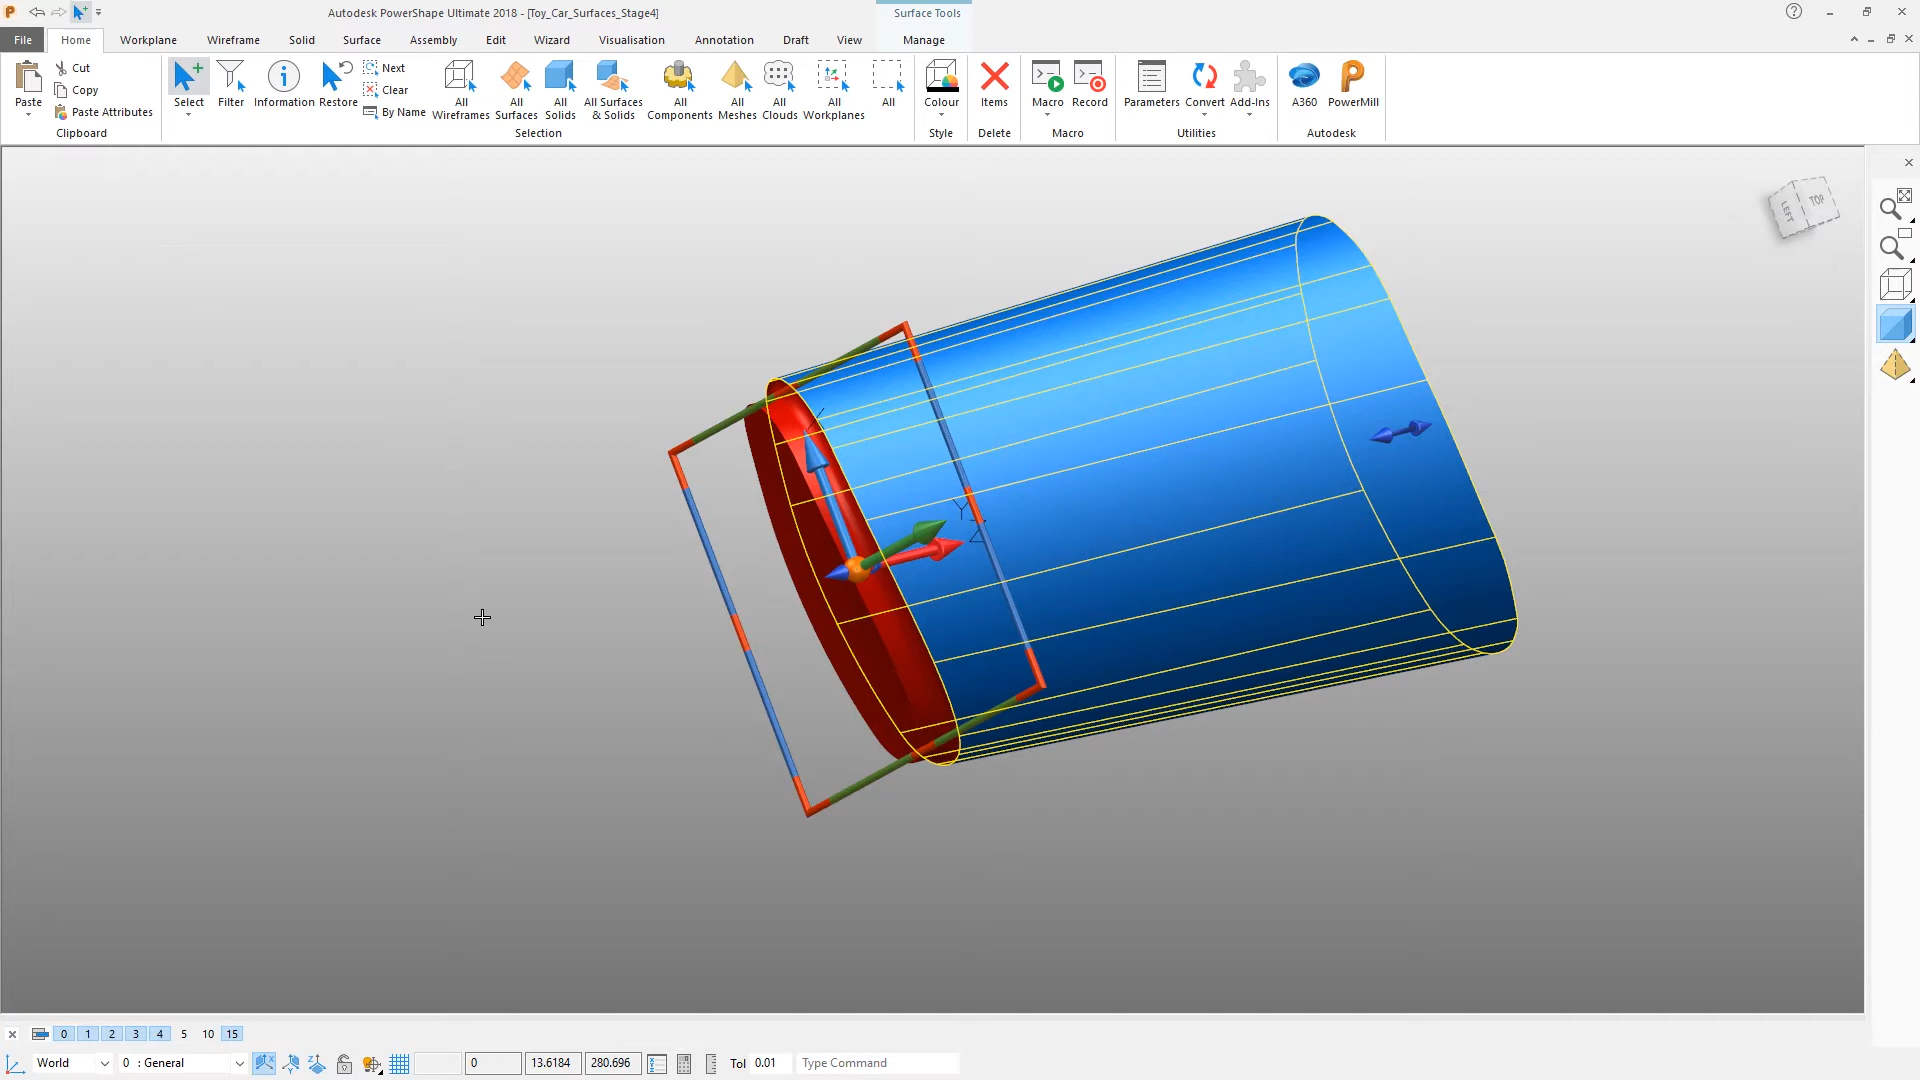 Autodesk PowerShape Ultimate 2018 - [Toy_Car_Surfaces_Stage4]
Surface Tools
File Home Workplane Wireframe Solid Surface Assembly Edit Wizard Visualisation Annotation Draft View Manage
Paste
Cut
Copy
Paste Attributes
Clipboard
Select
Filter
Information
Restore
Next
Clear
By Name
All Wireframes
All Surfaces
All Solids
All Surfaces & Solids
All Components
All Meshes
All Clouds
All Workplanes
All
Selection
Colour
Style
Items
Delete
Macro
Record
Macro
Parameters
Convert
Add-Ins
Utilities
A360
PowerMill
Autodesk
LEFT TOP
Y
Z
0 1 2 3 4 5 10 15
World 0 : General 0 13.6184 280.696 Tol 0.01 Type Command